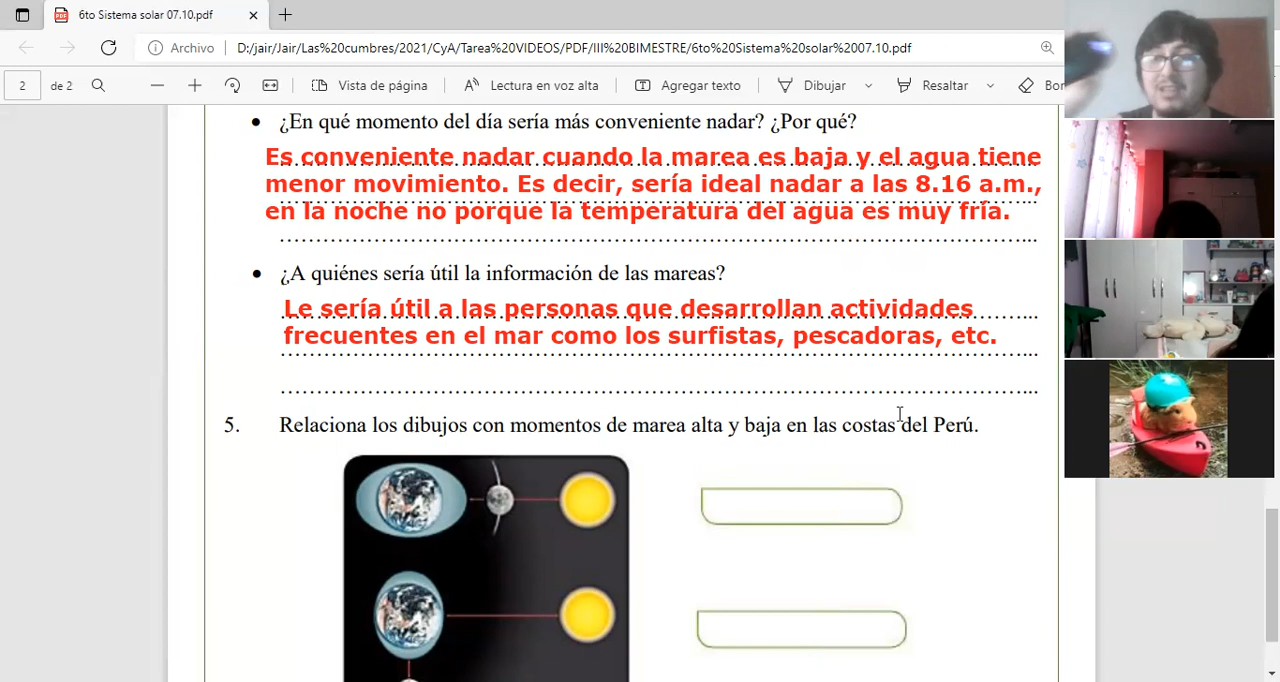 6to Sistema solar 07.10.pdf
Archivo
D:/jair/Jair/Las%20cumbres/2021/CyA/Tarea%20VIDEOS/PDF/III%20BIMESTRE/6to%20Sistema%20solar%2007.10.pdf
2 de 2 Vista de página Lectura en voz alta Agregar texto Dibujar Resaltar Bor
• ¿En qué momento del día sería más conveniente nadar? ¿Por qué?
Es conveniente nadar cuando la marea es baja y el agua tiene
menor movimiento. Es decir, sería ideal nadar a las 8.16 a.m.,
en la noche no porque la temperatura del agua es muy fría.
• ¿A quiénes sería útil la información de las mareas?
Le sería útil a las personas que desarrollan actividades
frecuentes en el mar como los surfistas, pescadoras, etc.
5. Relaciona los dibujos con momentos de marea alta y baja en las costas del Perú.